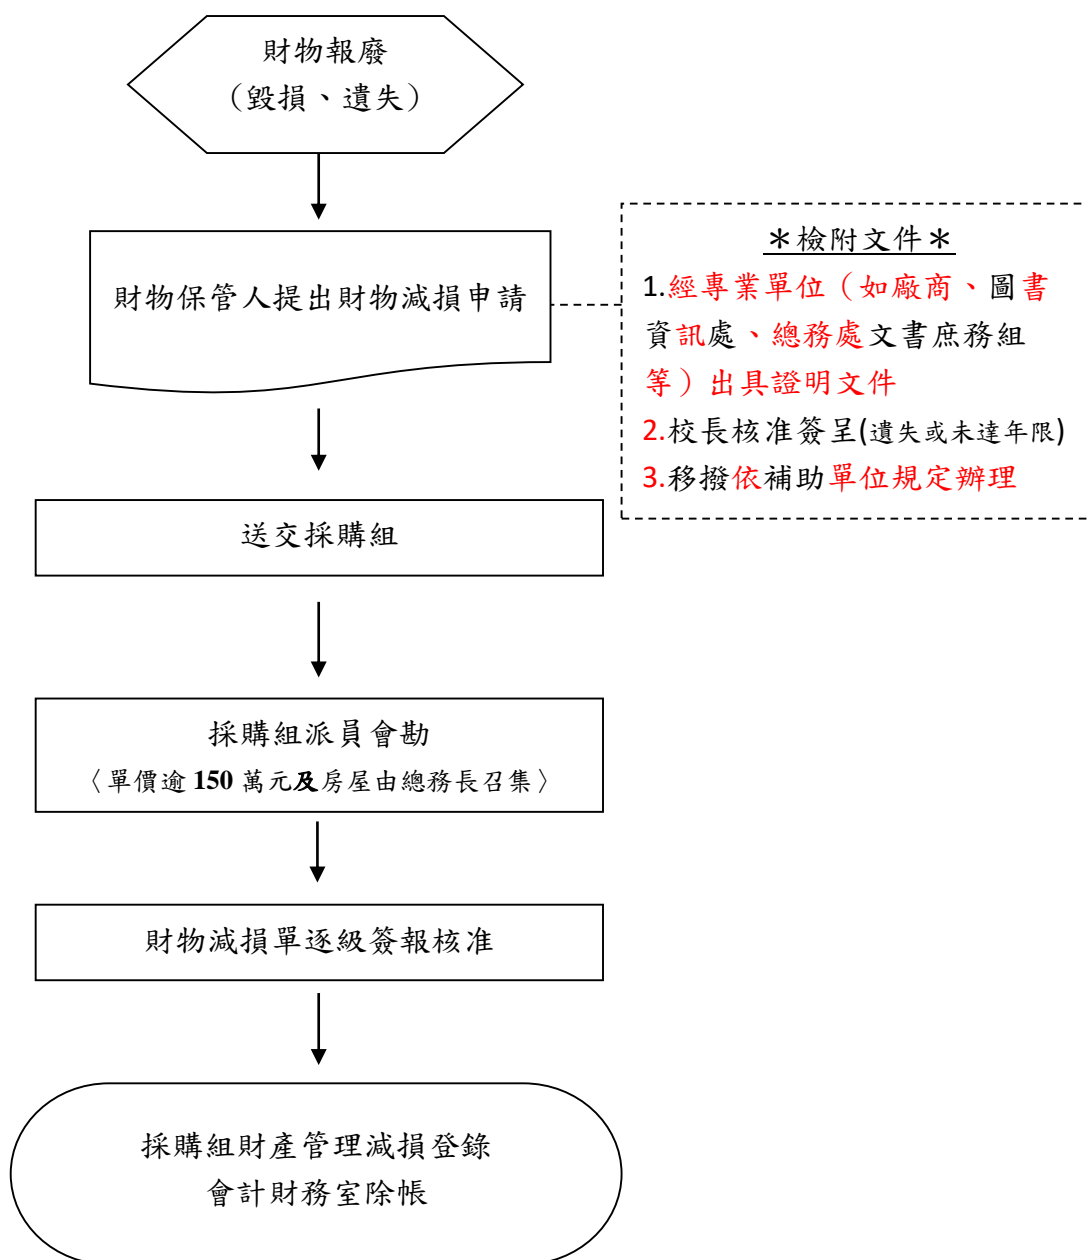 財物報廢
（毀損、遺失）
財物保管人提出財物減損申請
＊檢附文件＊
1.經專業單位（如廠商、圖書
資訊處、總務處文書庶務組
等）出具證明文件
2.校長核准簽呈(遺失或未達年限)
3.移撥依補助單位規定辦理
送交採購組
採購組派員會勘
〈單價逾 150 萬元及房屋由總務長召集〉
財物減損單逐級簽報核准
採購組財產管理減損登錄
會計財務室除帳